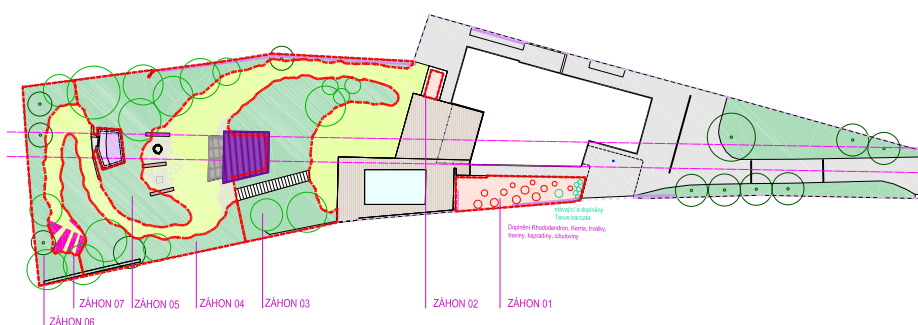 stávající a doplněný
Taxus baccata
Doplnění Rhododendron, Kerria, trvalky,
traviny, kapradiny, cibuloviny
ZÁHON 07
ZÁHON 05
ZÁHON 04
ZÁHON 03
ZÁHON 02
ZÁHON 01
ZÁHON 06